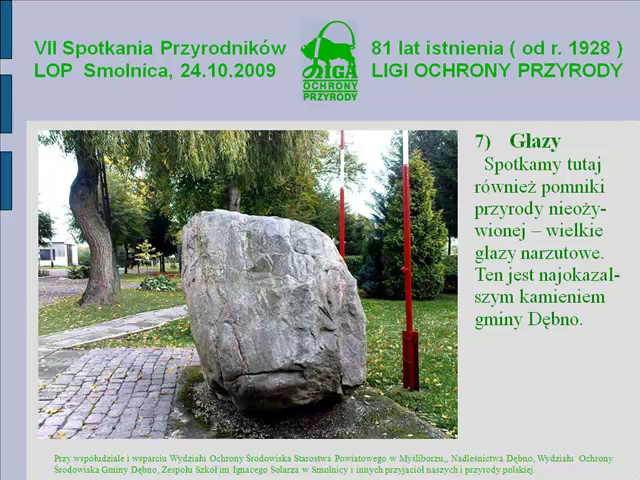 VII Spotkania Przyrodników
LOP Smolnica, 24.10.2009
LIGA
OCHRONY
PRZYRODY
81 lat istnienia ( od r. 1928 )
LIGI OCHRONY PRZYRODY
7) Głazy
Spotkamy tutaj
również pomniki
przyrody nieoży-
wionej – wielkie
głazy narzutowe.
Ten jest najokazal-
szym kamieniem
gminy Dębno.
Przy współudziale i wsparciu Wydziału Ochrony Środowiska Starostwa Powiatowego w Myśliborzu,, Nadleśnictwa Dębno, Wydziału Ochrony
Środowiska Gminy Dębno, Zespołu Szkół im Ignacego Solarza w Smolnicy i innych przyjaciół naszych i przyrody polskiej.